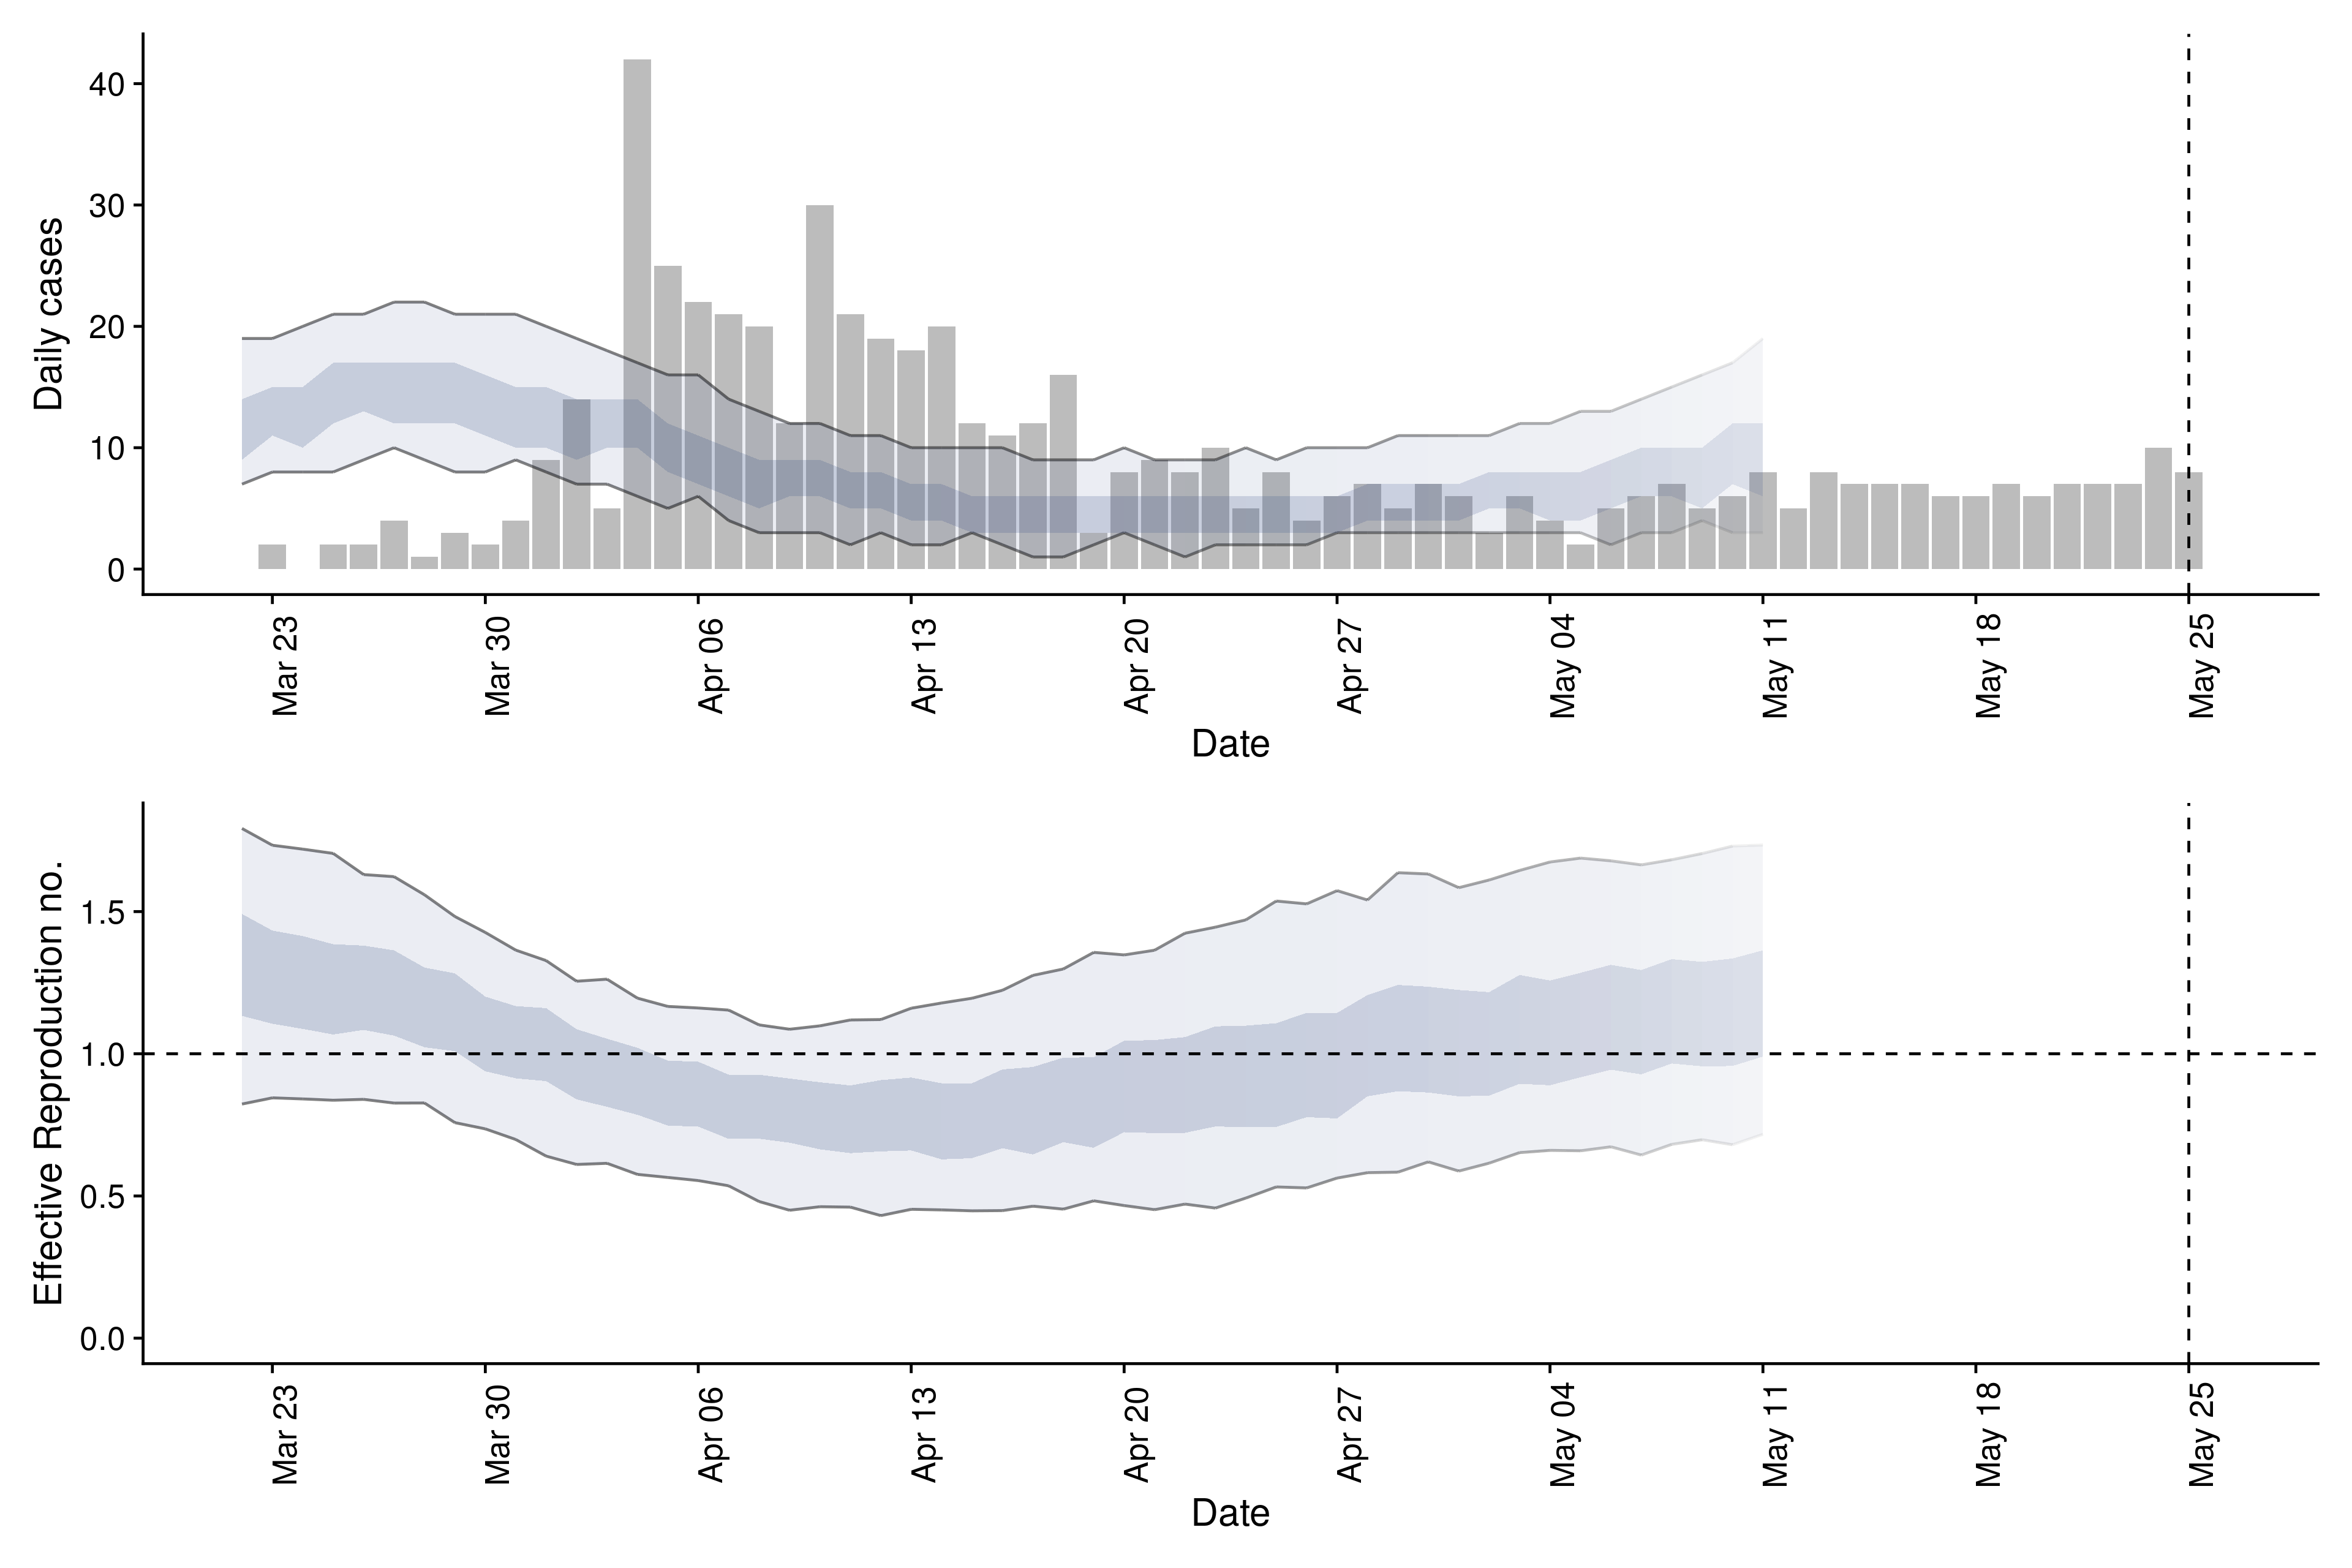 Daily cases
40
30
20
10
0
Mar 23
Mar 30
Apr 06
Apr 13
Apr 20
Apr 27
May 04
May 11
May 18
May 25
Date
Effective Reproduction no.
1.5
1.0
0.5
0.0
Mar 23
Mar 30
Apr 06
Apr 13
Apr 20
Apr 27
May 04
May 11
May 18
May 25
Date